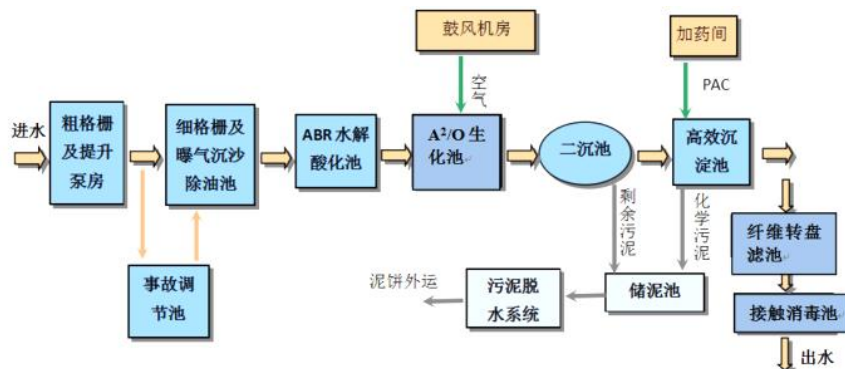 鼓风机房
加药间
空气
PAC
进水
粗格栅
及提升
泵房
细格栅及
曝气沉沙
除油池
ABR 水解
酸化池
A²/O 生
化池
二沉池
高效沉
淀池
剩余污泥
化学污泥
纤维转盘
滤池
事故调
节池
泥饼外运
污泥脱
水系统
储泥池
接触消毒池
出水